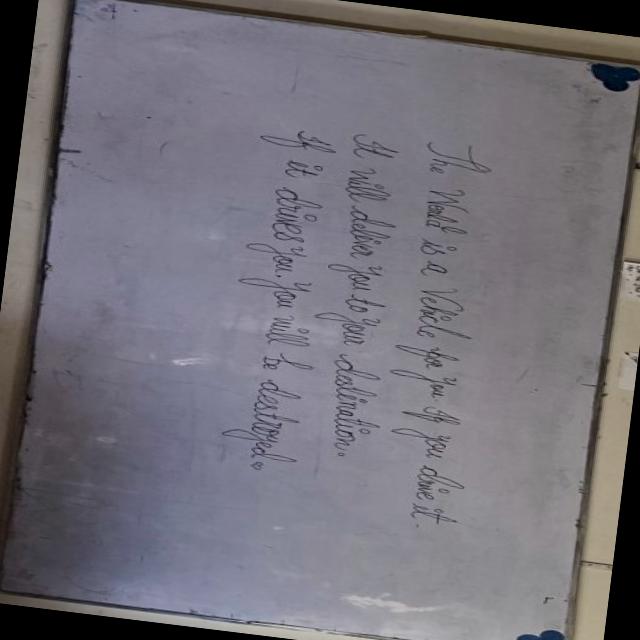 The World is a Vehicle for you If you drive it
It will deliver you to your destination"
If it drives you you will be destroyed"